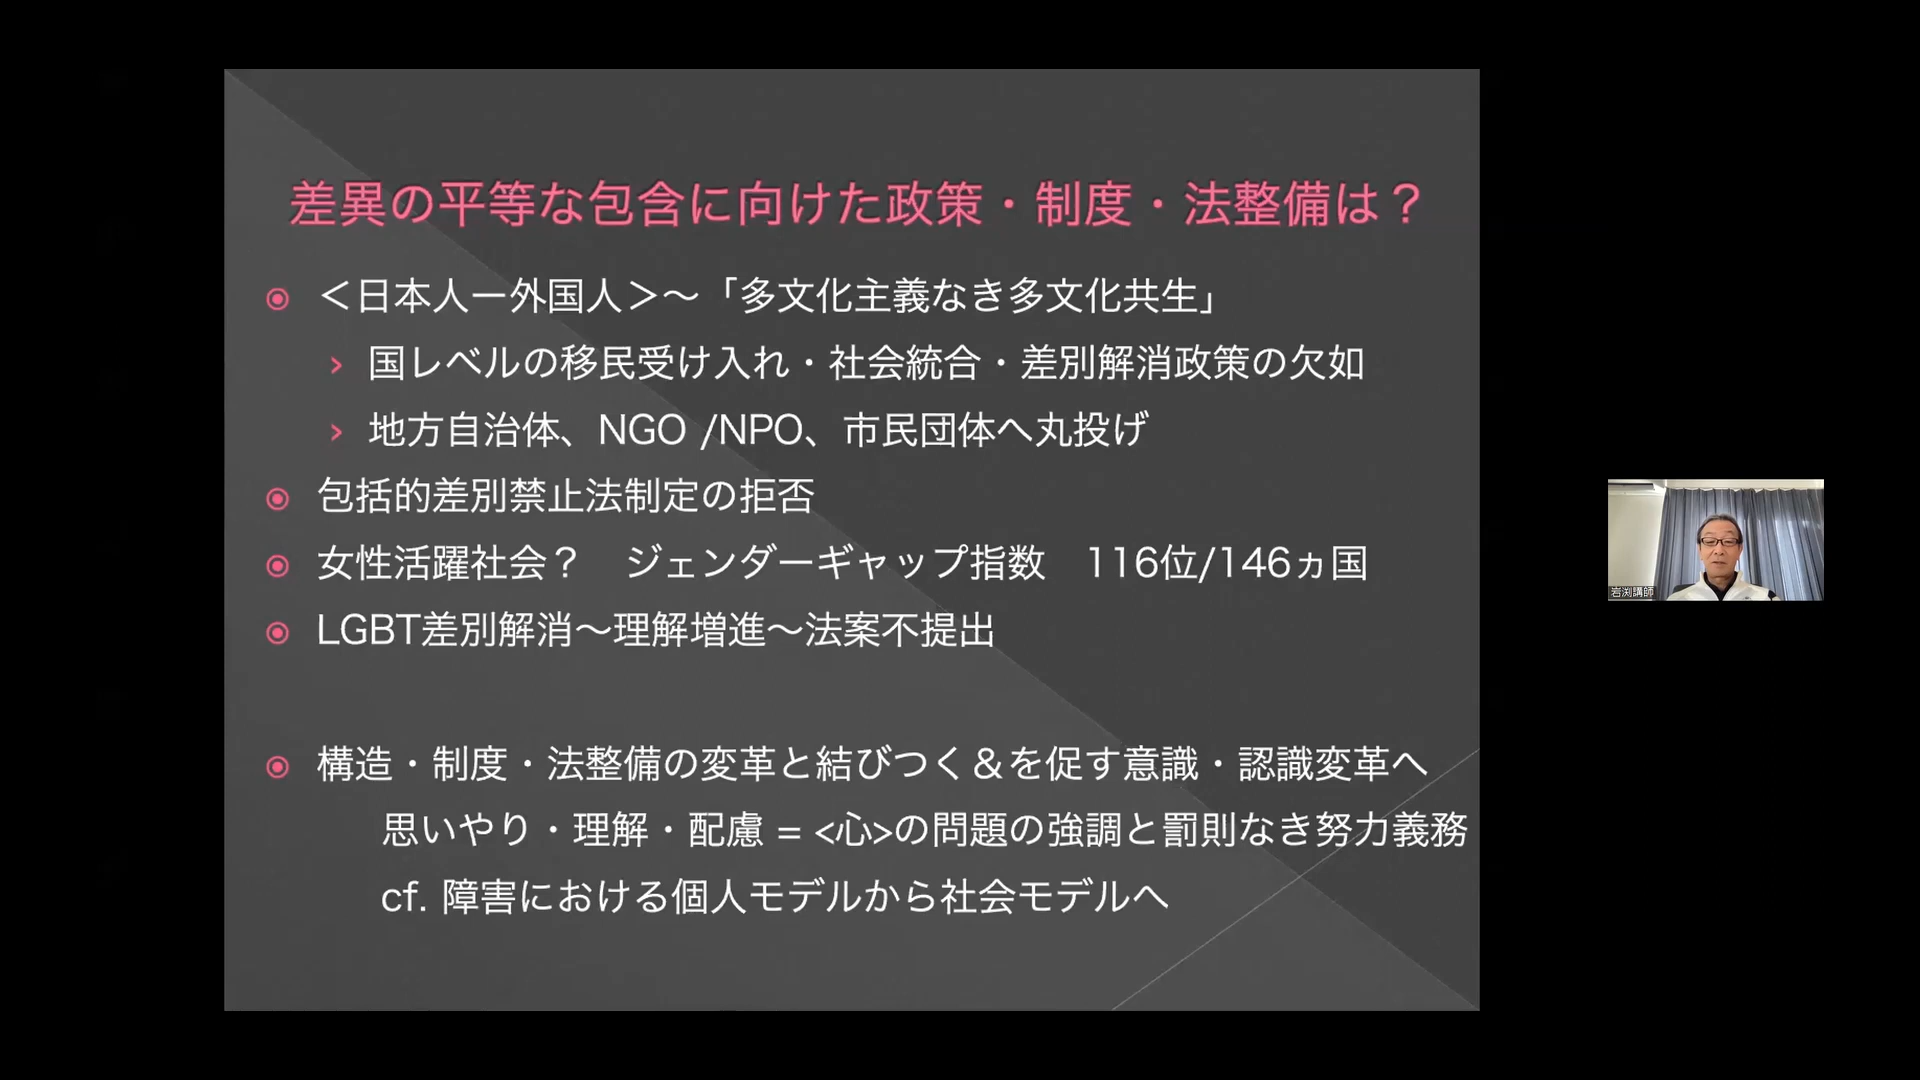 差異の平等な包含に向けた政策・制度・法整備は？
＜日本人ー外国人＞〜「多文化主義なき多文化共生」
国レベルの移民受け入れ・社会統合・差別解消政策の欠如
地方自治体、NGO /NPO、市民団体へ丸投げ
包括的差別禁止法制定の拒否
女性活躍社会？　ジェンダーギャップ指数　116位/146ヵ国
LGBT差別解消〜理解増進〜法案不提出
構造・制度・法整備の変革と結びつく＆を促す意識・認識変革へ
思いやり・理解・配慮 = <心>の問題の強調と罰則なき努力義務
cf. 障害における個人モデルから社会モデルへ
岩渕講師